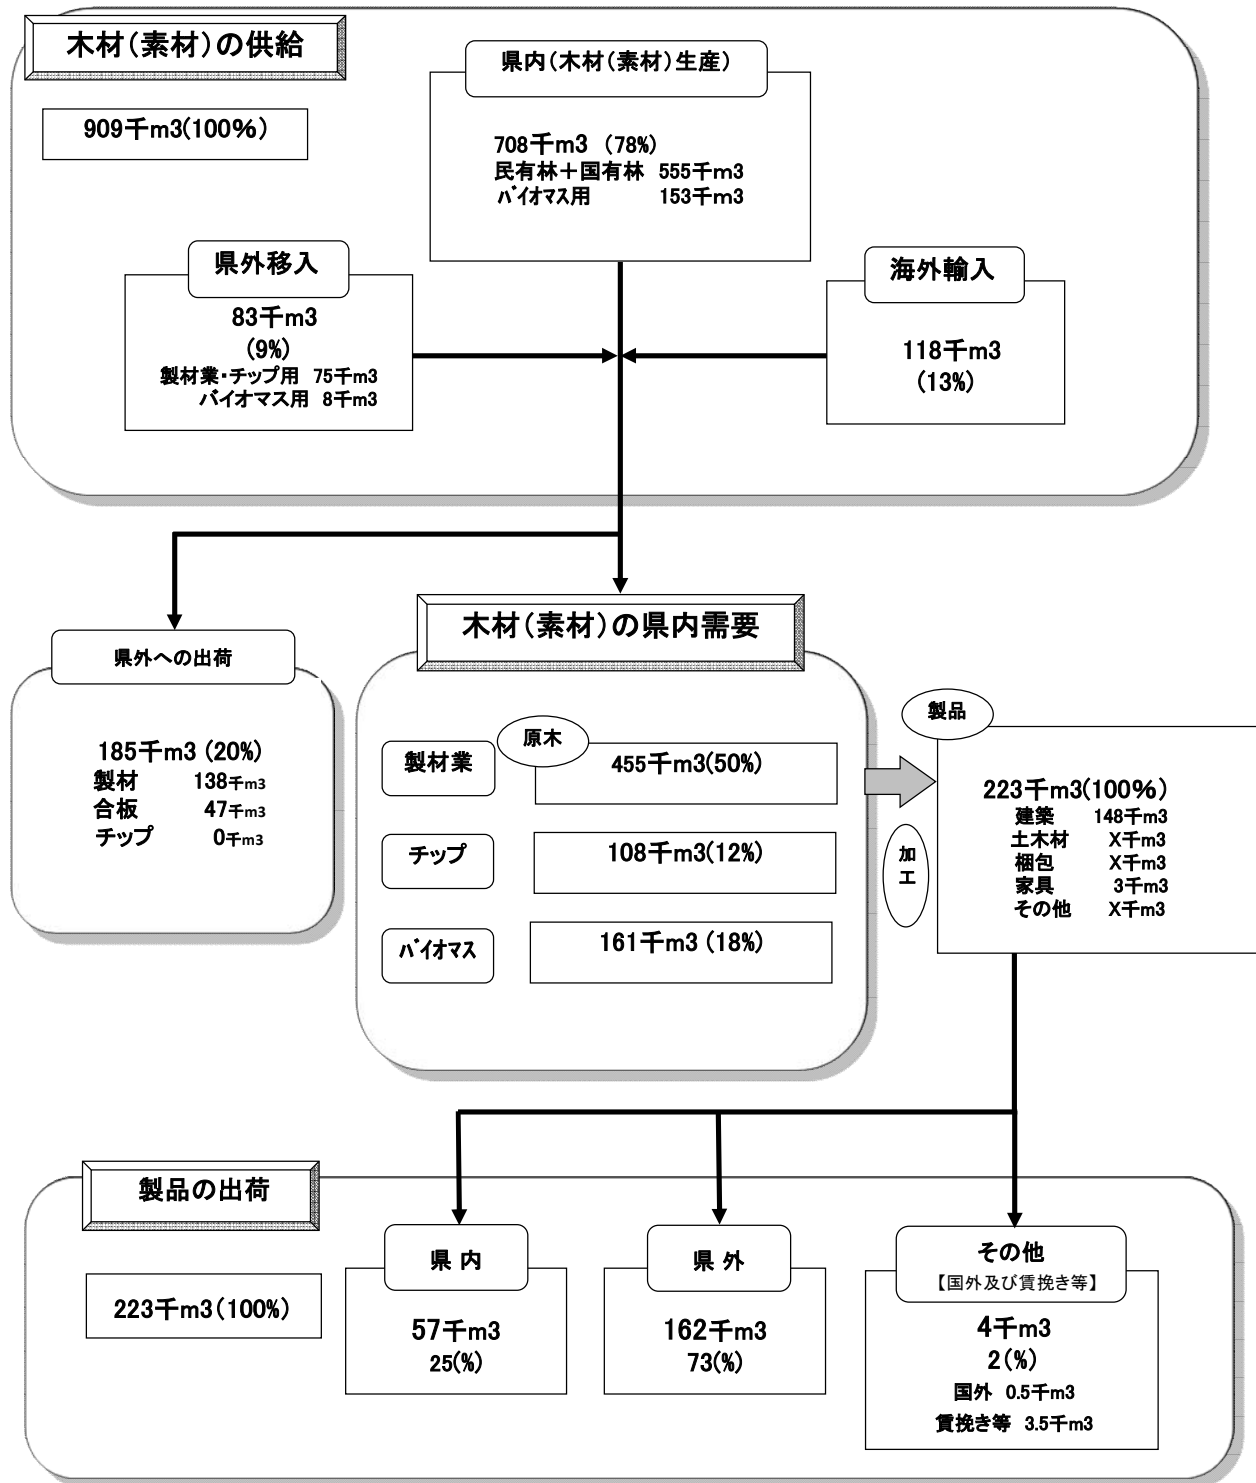 木材（素材）の供給
909千m3(100%)
県内（木材（素材）生産）
708千m3 (78%)
民有林＋国有林 555千m3
バイオマス用 153千m3
県外移入
83千m3
(9%)
製材業・チップ用 75千m3
バイオマス用 8千m3
海外輸入
118千m3
(13%)
県外への出荷
185千m3 (20%)
製材 138千m3
合板 47千m3
チップ 0千m3
木材（素材）の県内需要
原木
製材業 455千m3(50%)
チップ 108千m3(12%)
バイオマス 161千m3 (18%)
加工
製品
223千m3(100%)
建築 148千m3
土木材 X千m3
梱包 X千m3
家具 3千m3
その他 X千m3
製品の出荷
223千m3(100%)
県 内
57千m3
25(%)
県 外
162千m3
73(%)
その他
【国外及び賃挽き等】
4千m3
2(%)
国外 0.5千m3
賃挽き等 3.5千m3